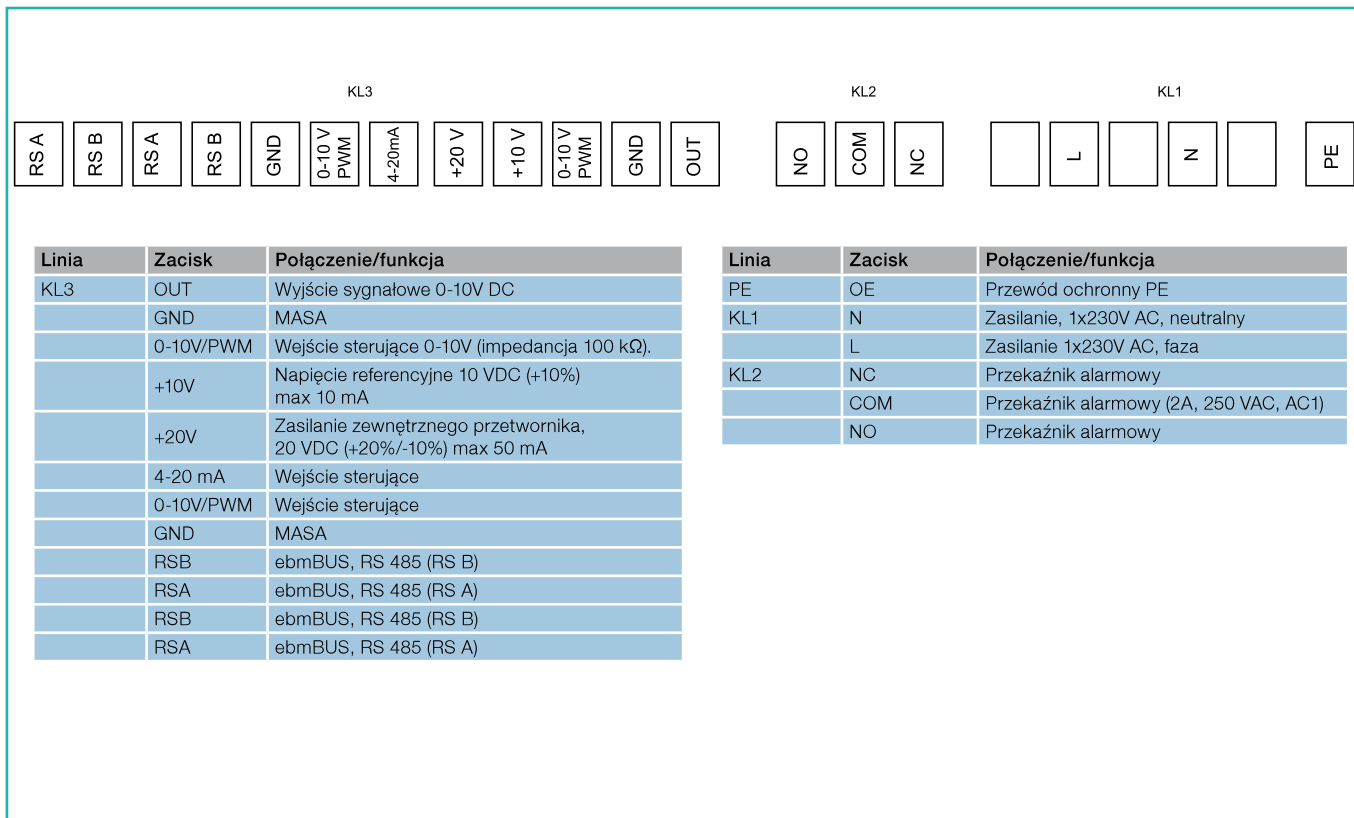 KL3 KL2 KL1
RS A RS B RS A RS B GND 0-10 V PWM 4-20mA +20 V +10 V 0-10 V PWM GND OUT NO COM NC L N PE
Linia Zacisk Połączenie/funkcja
KL3 OUT Wyjście sygnałowe 0-10V DC
GND MASA
0-10V/PWM Wejście sterujące 0-10V (impedancja 100 kΩ).
+10V Napięcie referencyjne 10 VDC (+10%)
max 10 mA
+20V Zasilanie zewnętrznego przetwornika,
20 VDC (+20%/-10%) max 50 mA
4-20 mA Wejście sterujące
0-10V/PWM Wejście sterujące
GND MASA
RSB ebmBUS, RS 485 (RS B)
RSA ebmBUS, RS 485 (RS A)
RSB ebmBUS, RS 485 (RS B)
RSA ebmBUS, RS 485 (RS A)
Linia Zacisk Połączenie/funkcja
PE OE Przewód ochronny PE
KL1 N Zasilanie, 1x230V AC, neutralny
L Zasilanie 1x230V AC, faza
KL2 NC Przekaźnik alarmowy
COM Przekaźnik alarmowy (2A, 250 VAC, AC1)
NO Przekaźnik alarmowy